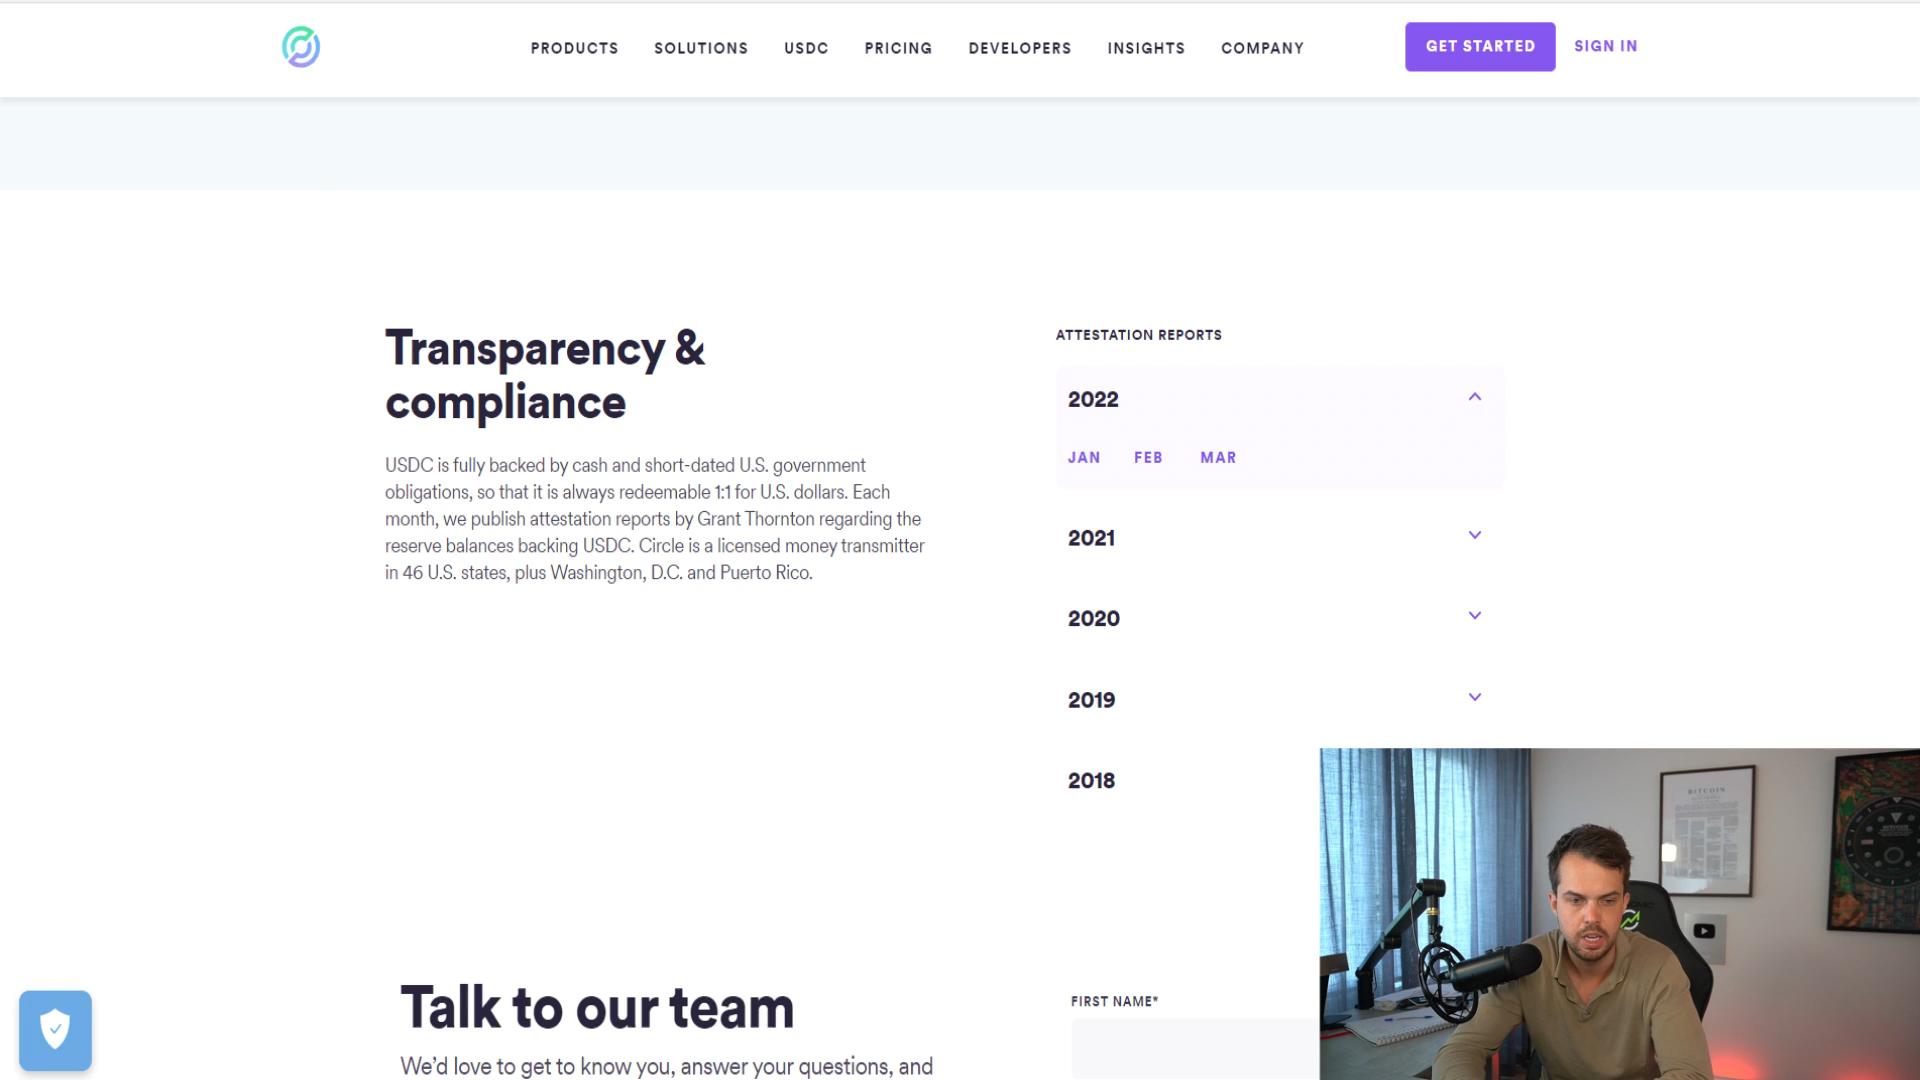 PRODUCTS SOLUTIONS USDC PRICING DEVELOPERS INSIGHTS COMPANY GET STARTED SIGN IN
Transparency &
compliance
USDC is fully backed by cash and short-dated U.S. government
obligations, so that it is always redeemable 1:1 for U.S. dollars. Each
month, we publish attestation reports by Grant Thornton regarding the
reserve balances backing USDC. Circle is a licensed money transmitter
in 46 U.S. states, plus Washington, D.C. and Puerto Rico.
ATTESTATION REPORTS
2022
JAN FEB MAR
2021
2020
2019
2018
BITCOIN
Talk to our team
We'd love to get to know you, answer your questions, and
FIRST NAME*